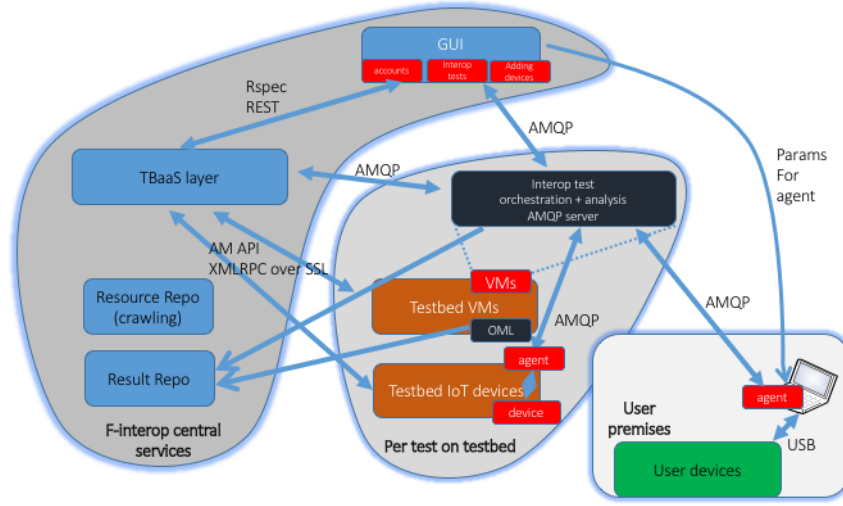 GUI
accounts
Interop
tests
Adding
devices
Rspec
REST
AMQP
Params
For
agent
TBaaS layer
AMQP
Interop test
orchestration + analysis
AMQP server
AM API
XMLRPC over SSL
VMs
Testbed VMs
Resource Repo
(crawling)
OML
AMQP
AMQP
agent
Result Repo
Testbed IoT devices
device
agent
F-interop central
services
Per test on testbed
User
premises
USB
User devices